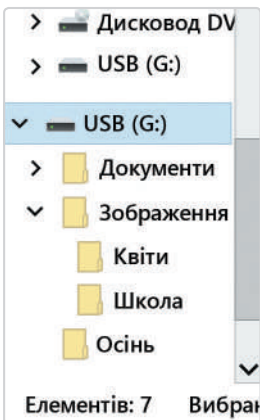 Дисковод DV
USB (G:)
USB (G:)
Документи
Зображення
Квіти
Школа
Осінь
Елементів: 7 Вибран